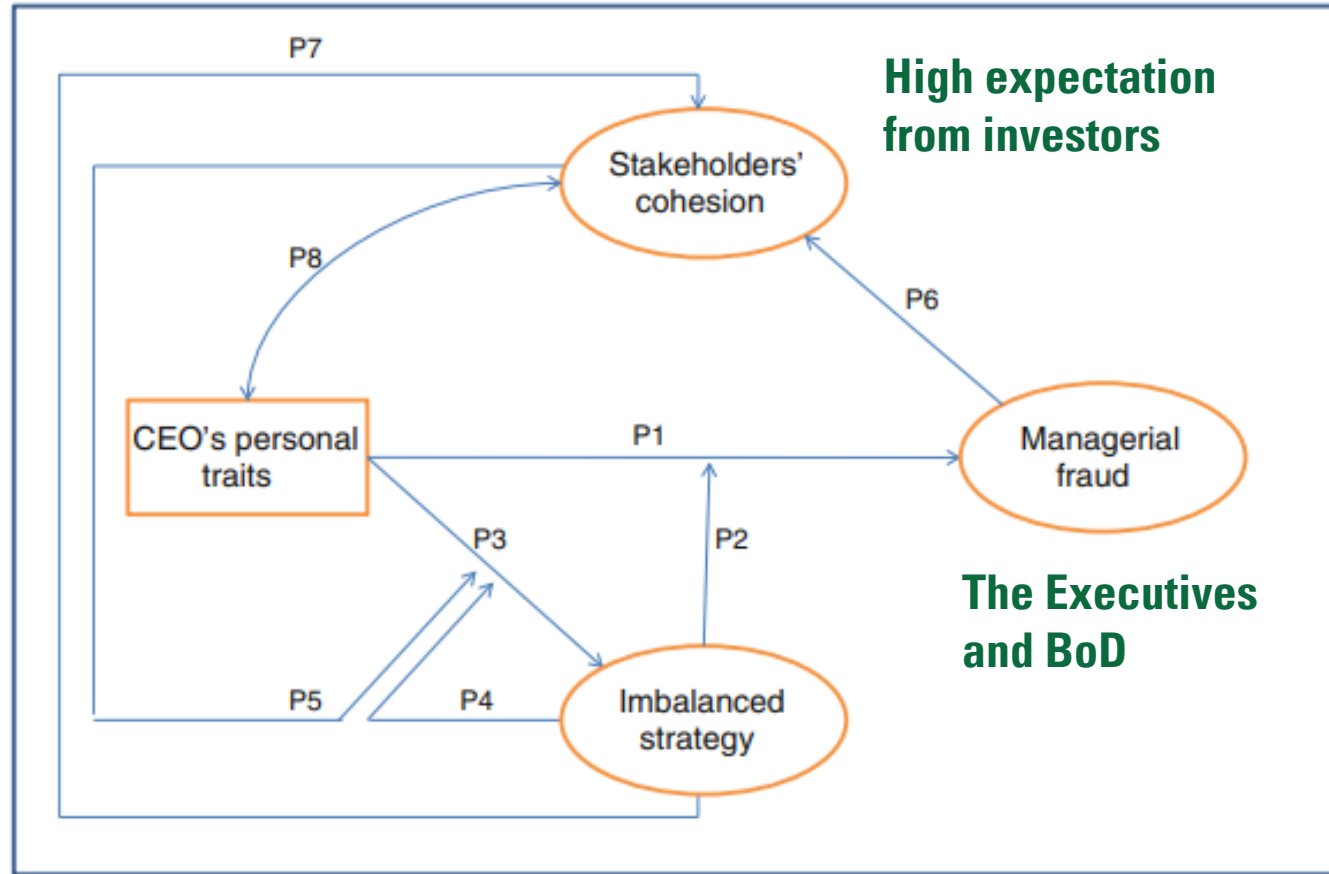 P7
High expectation
from investors
Stakeholders'
cohesion
P8
P6
CEO's personal
traits
P1
Managerial
fraud
P3
P2
The Executives
and BoD
P5
P4
Imbalanced
strategy